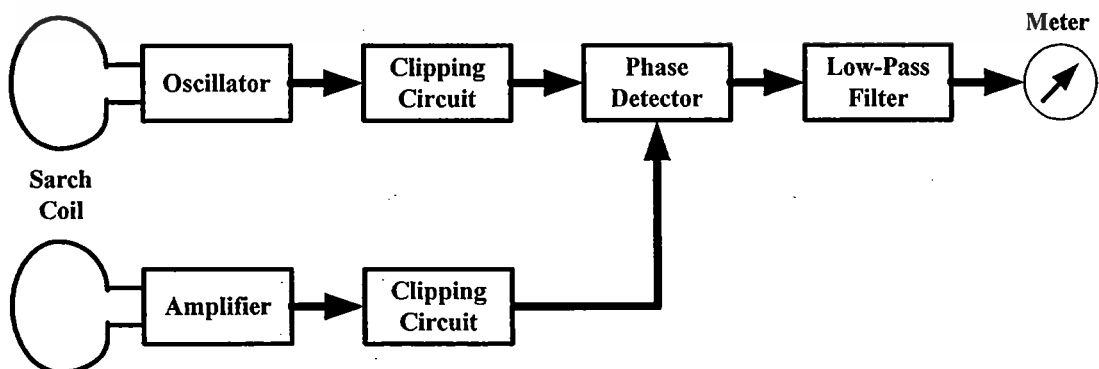 Meter
Oscillator
Clipping
Circuit
Phase
Detector
Low-Pass
Filter
Sarch
Coil
Amplifier
Clipping
Circuit